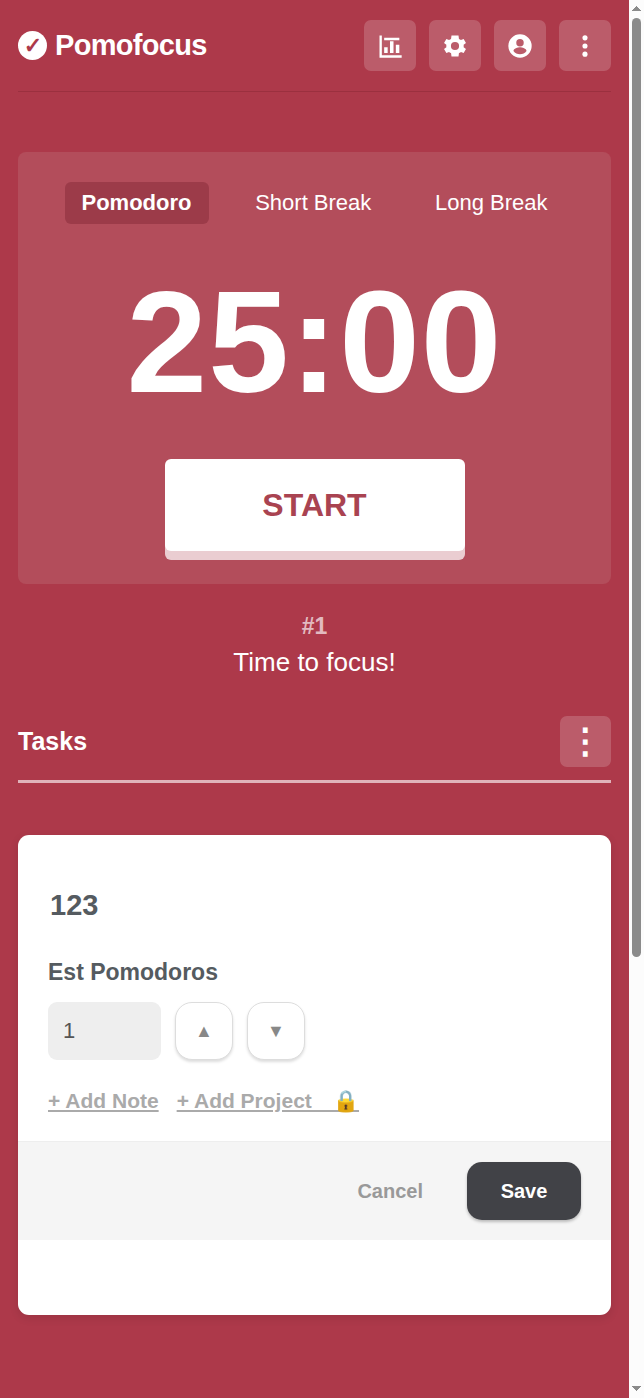 Pomofocus
Pomodoro Short Break Long Break
25:00
START
#1
Time to focus!
Tasks
123
Est Pomodoros
1 ▲ ▼
+ Add Note + Add Project 🔒
Cancel Save